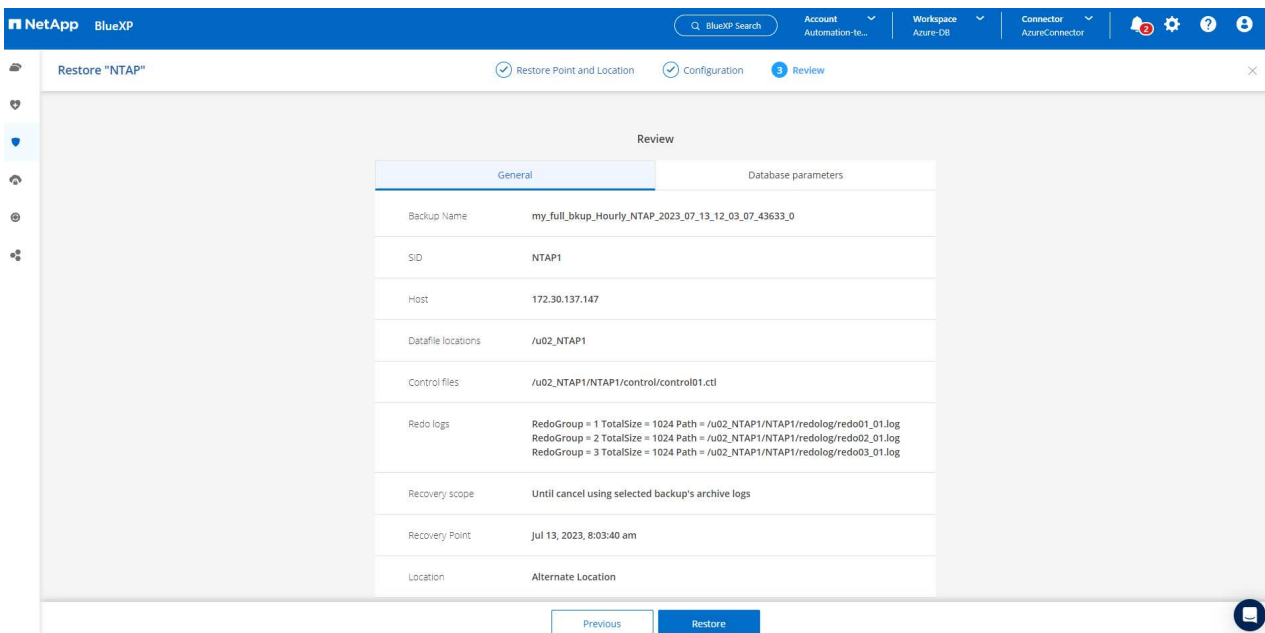 NetApp BlueXP
BlueXP Search
Account
Automation-te...
Workspace
Azure-DB
Connector
AzureConnector
2
?
Restore "NTAP"
Restore Point and Location
Configuration
3 Review
Review
General
Database parameters
Backup Name my_full_bkup_Hourly_NTAP_2023_07_13_12_03_07_43633_0
SID NTAP1
Host 172.30.137.147
Datafile locations /u02_NTAP1
Control files /u02_NTAP1/NTAP1/control/control01.ctl
Redo logs RedoGroup = 1 TotalSize = 1024 Path = /u02_NTAP1/NTAP1/redolog/redo01_01.log
RedoGroup = 2 TotalSize = 1024 Path = /u02_NTAP1/NTAP1/redolog/redo02_01.log
RedoGroup = 3 TotalSize = 1024 Path = /u02_NTAP1/NTAP1/redolog/redo03_01.log
Recovery scope Until cancel using selected backup's archive logs
Recovery Point Jul 13, 2023, 8:03:40 am
Location Alternate Location
Previous
Restore